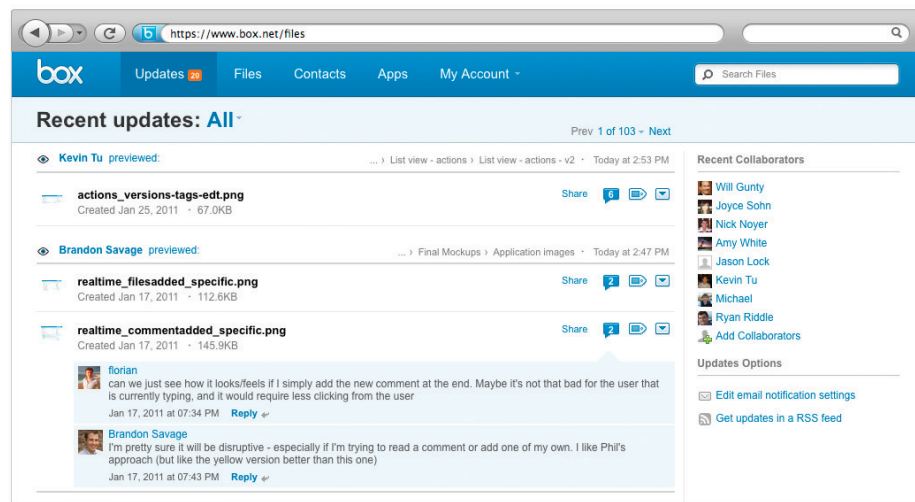 https://www.box.net/files
box
Updates 20
Files
Contacts
Apps
My Account
Search Files
Recent updates: All
Prev 1 of 103 Next
Kevin Tu previewed:
... › List view - actions › List view - actions - v2 · Today at 2:53 PM
actions_versions-tags-edt.png
Share 6
Created Jan 25, 2011 · 67.0KB
Brandon Savage previewed:
... › Final Mockups › Application images · Today at 2:47 PM
realtime_filesadded_specific.png
Share 2
Created Jan 17, 2011 · 112.6KB
realtime_commentadded_specific.png
Share 2
Created Jan 17, 2011 · 145.9KB
florian
can we just see how it looks/feels if I simply add the new comment at the end. Maybe it's not that bad for the user that
is currently typing, and it would require less clicking from the user
Jan 17, 2011 at 07:34 PM Reply
Brandon Savage
I'm pretty sure it will be disruptive - especially if I'm trying to read a comment or add one of my own. I like Phil's
approach (but like the yellow version better than this one)
Jan 17, 2011 at 07:43 PM Reply
Recent Collaborators
Will Gunty
Joyce Sohn
Nick Noyer
Amy White
Jason Lock
Kevin Tu
Michael
Ryan Riddle
Add Collaborators
Updates Options
Edit email notification settings
Get updates in a RSS feed